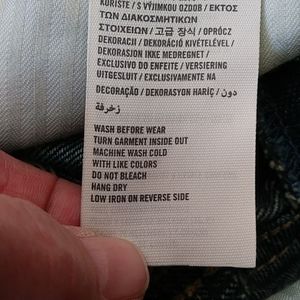 KORISTE / S VÝJIMKOU OZDOB / ΕΚΤΟΣ
ΤΩΝ ΔΙΑΚΟΣΜΗΤΙΚΩΝ
ΣΤΟΙΧΕΙΩΝ / 고급 장식 / OPRÓCZ
DEKORACJI / DEKORÁCIÓ KIVÉTELÉVEL /
DEKORASJON IKKE MEDREGNET /
EXCLUSIVO DO ENFEITE / VERSIERING
UITGESLUIT / EXCLUSIVAMENTE NA
DECORAÇÃO / DEKORASYON HARİÇ / دون
زخرفة
WASH BEFORE WEAR
TURN GARMENT INSIDE OUT
MACHINE WASH COLD
WITH LIKE COLORS
DO NOT BLEACH
HANG DRY
LOW IRON ON REVERSE SIDE